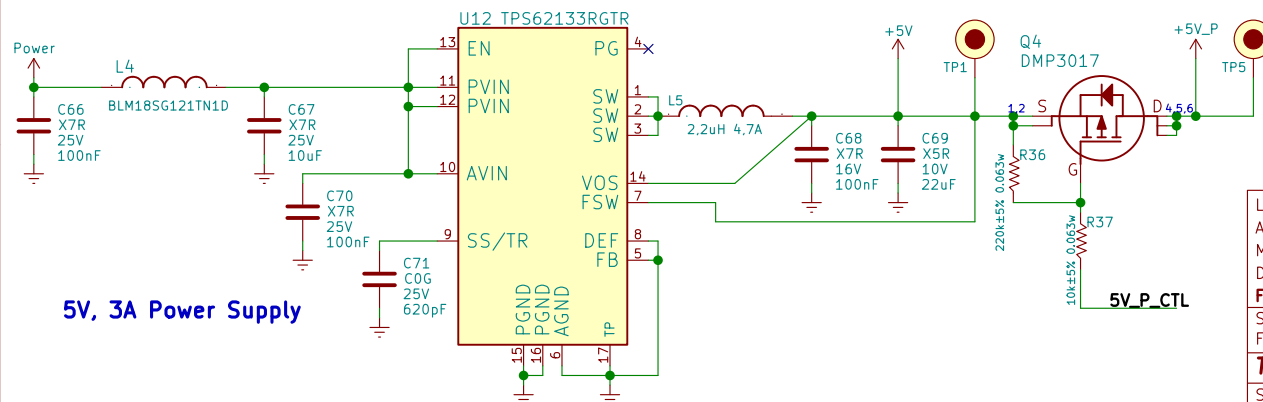 U12 TPS62133RGTR
Power
L4
BLM18SG121TN1D
C66
X7R
25V
100nF
C67
X7R
25V
10uF
C70
X7R
25V
100nF
C71
C0G
25V
620pF
5V, 3A Power Supply
13 EN
11 PVIN
12 PVIN
10 AVIN
9 SS/TR
PG 4
SW 1
SW 2
SW 3
VOS 14
FSW 7
DEF 8
FB 5
PGND 15
PGND 16
AGND 6
TP 17
L5
2,2uH 4.7A
+5V
TP1
C68
X7R
16V
100nF
C69
X5R
10V
22uF
Q4
DMP3017
1,2 S
D 4,5,6
G
+5V_P
TP5
R36
220k±5% 0.063w
R37
10k±5% 0.063w
5V_P_CTL
L
A
M
D
F
S
F
S